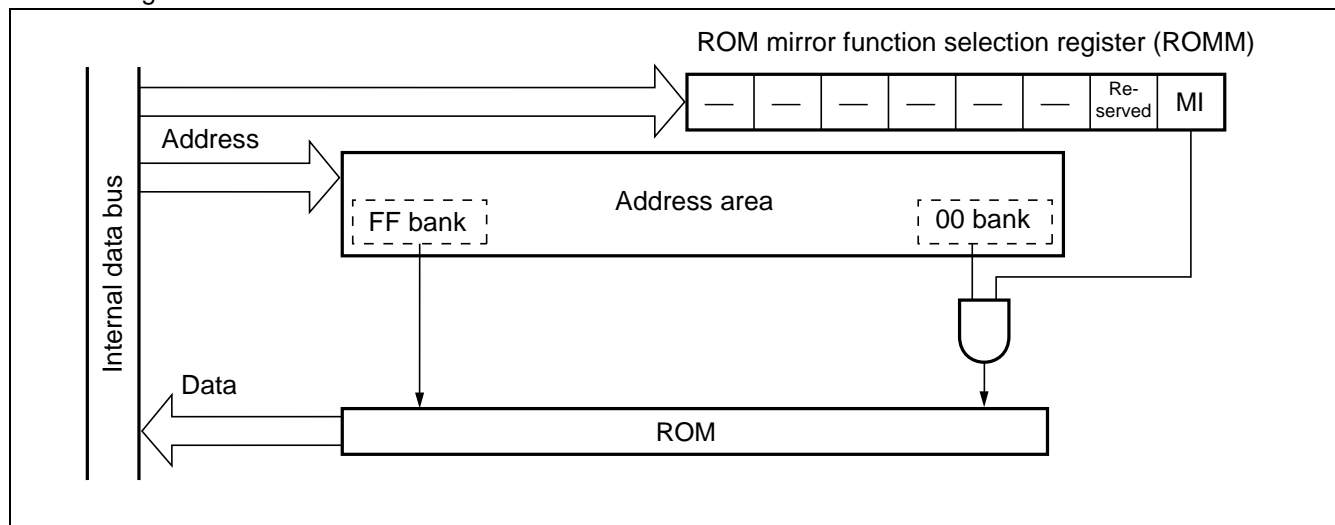 ROM mirror function selection register (ROMM)
— — — — — — Re-
served MI
Address
Address area
FF bank
00 bank
Internal data bus
Data
ROM